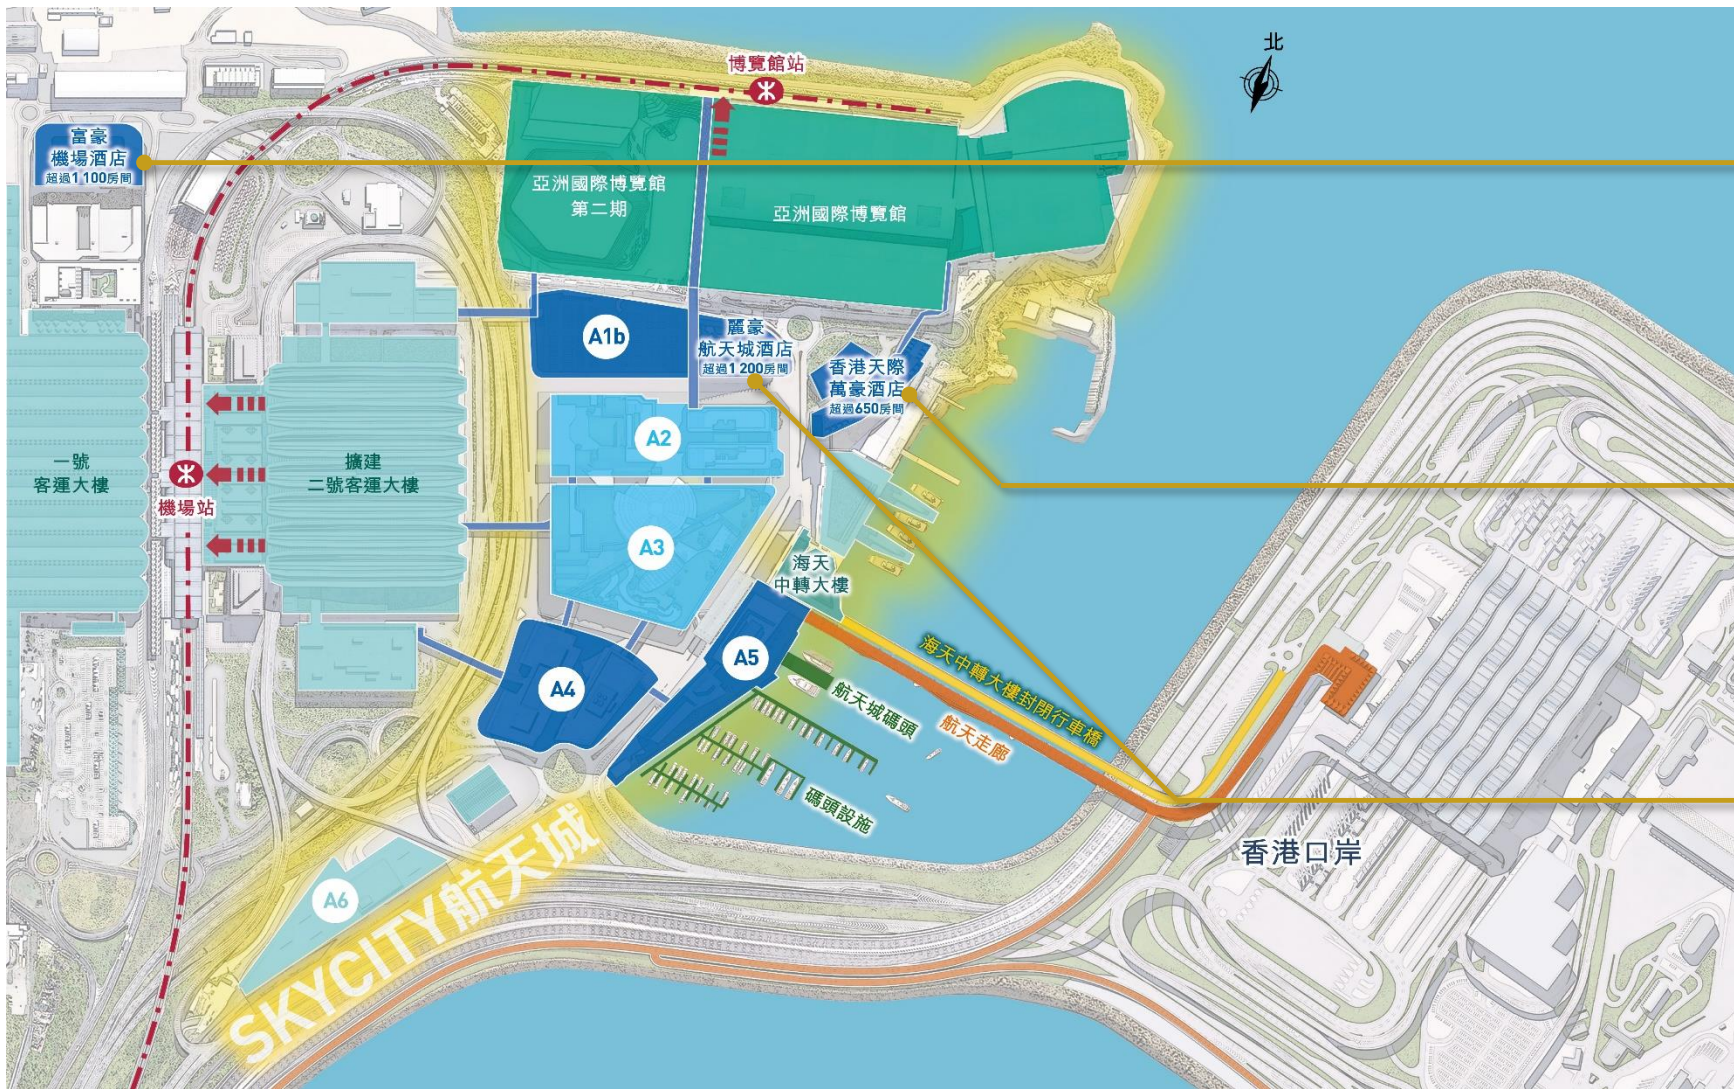 北
博覽館站
富豪
機場酒店
超過1 100房間
亞洲國際博覽館
第二期
亞洲國際博覽館
A1b
麗豪
航天城酒店
超過1 200房間
香港天際
萬豪酒店
超過650房間
A2
一號
客運大樓
擴建
二號客運大樓
機場站
A3
海天
中轉大樓
A4
A5
海天中轉大樓封閉行車橋
航天城碼頭
航天走廊
碼頭設施
香港口岸
A6
SKYCITY航天城